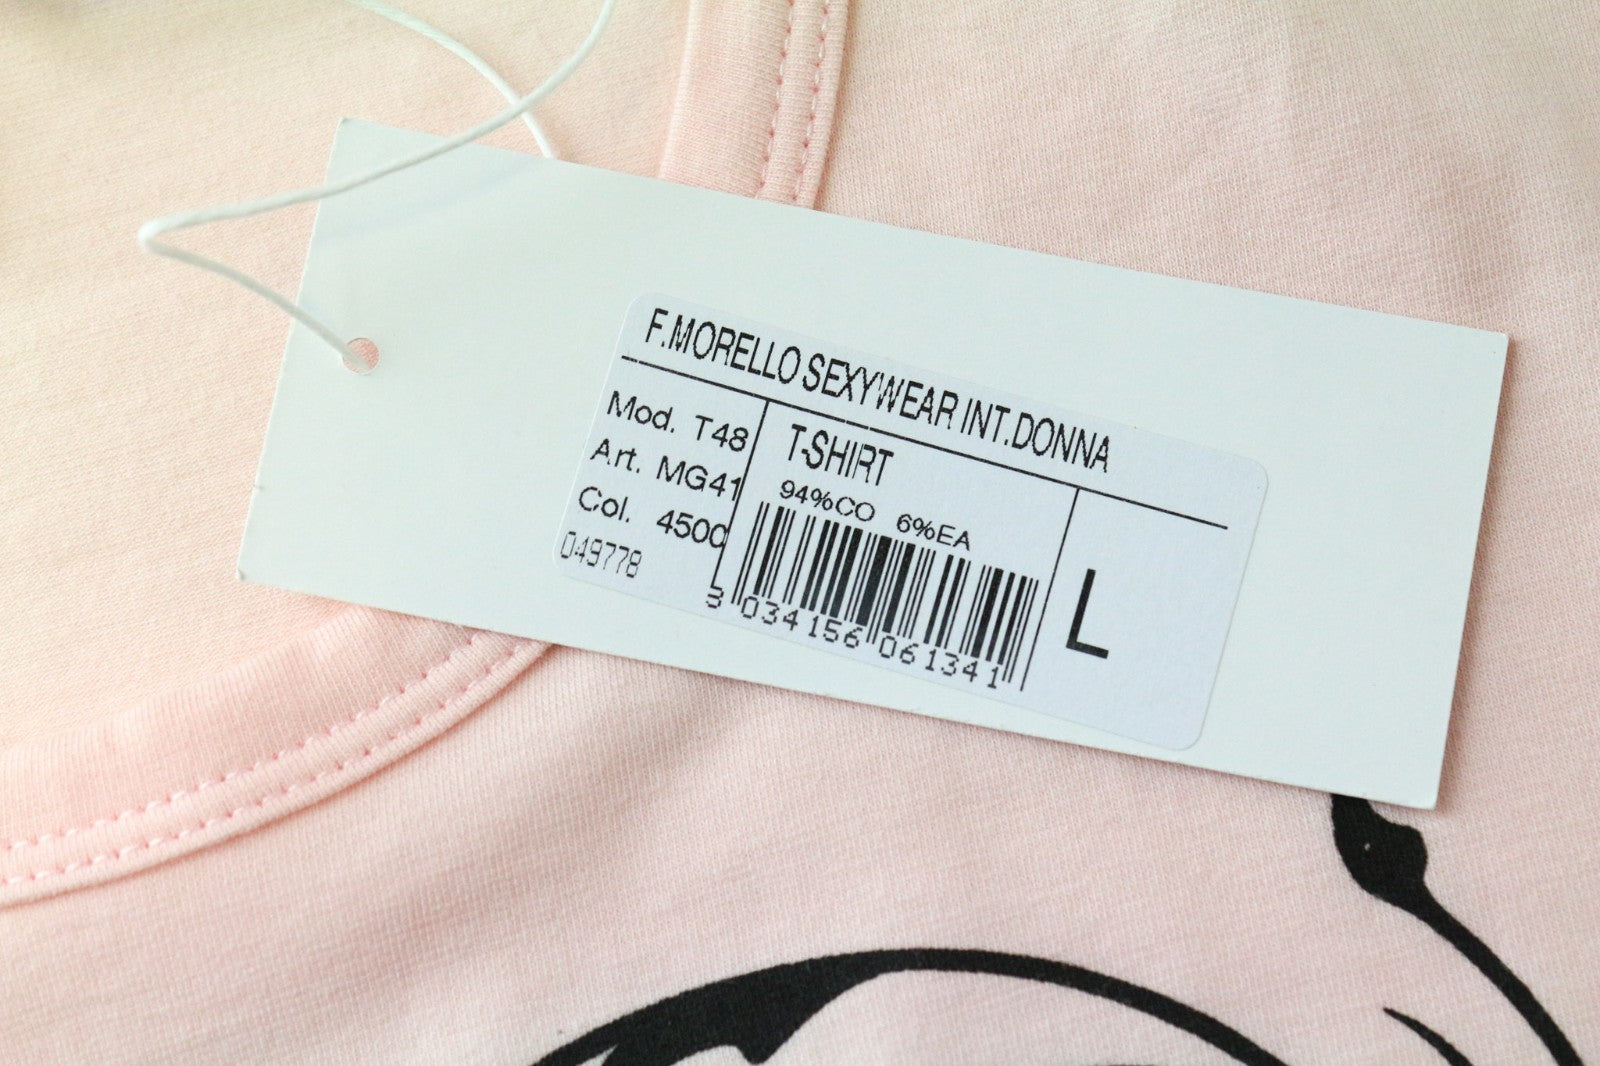 F.MORELLO SEXYWEAR INT.DONNA
Mod. T48
Art. MG41
Col. 4500
049778
T-SHIRT
94%CO 6%EA
3 034156 061341
L